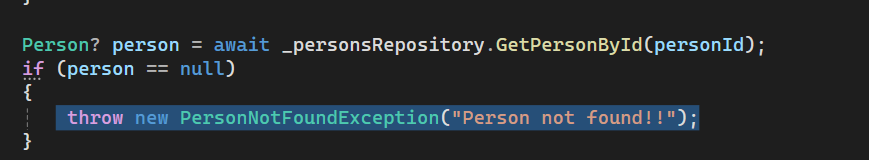 }
Person? person = await _personsRepository.GetPersonById(personId);
if (person == null)
{
throw new PersonNotFoundException("Person not found!!");
}